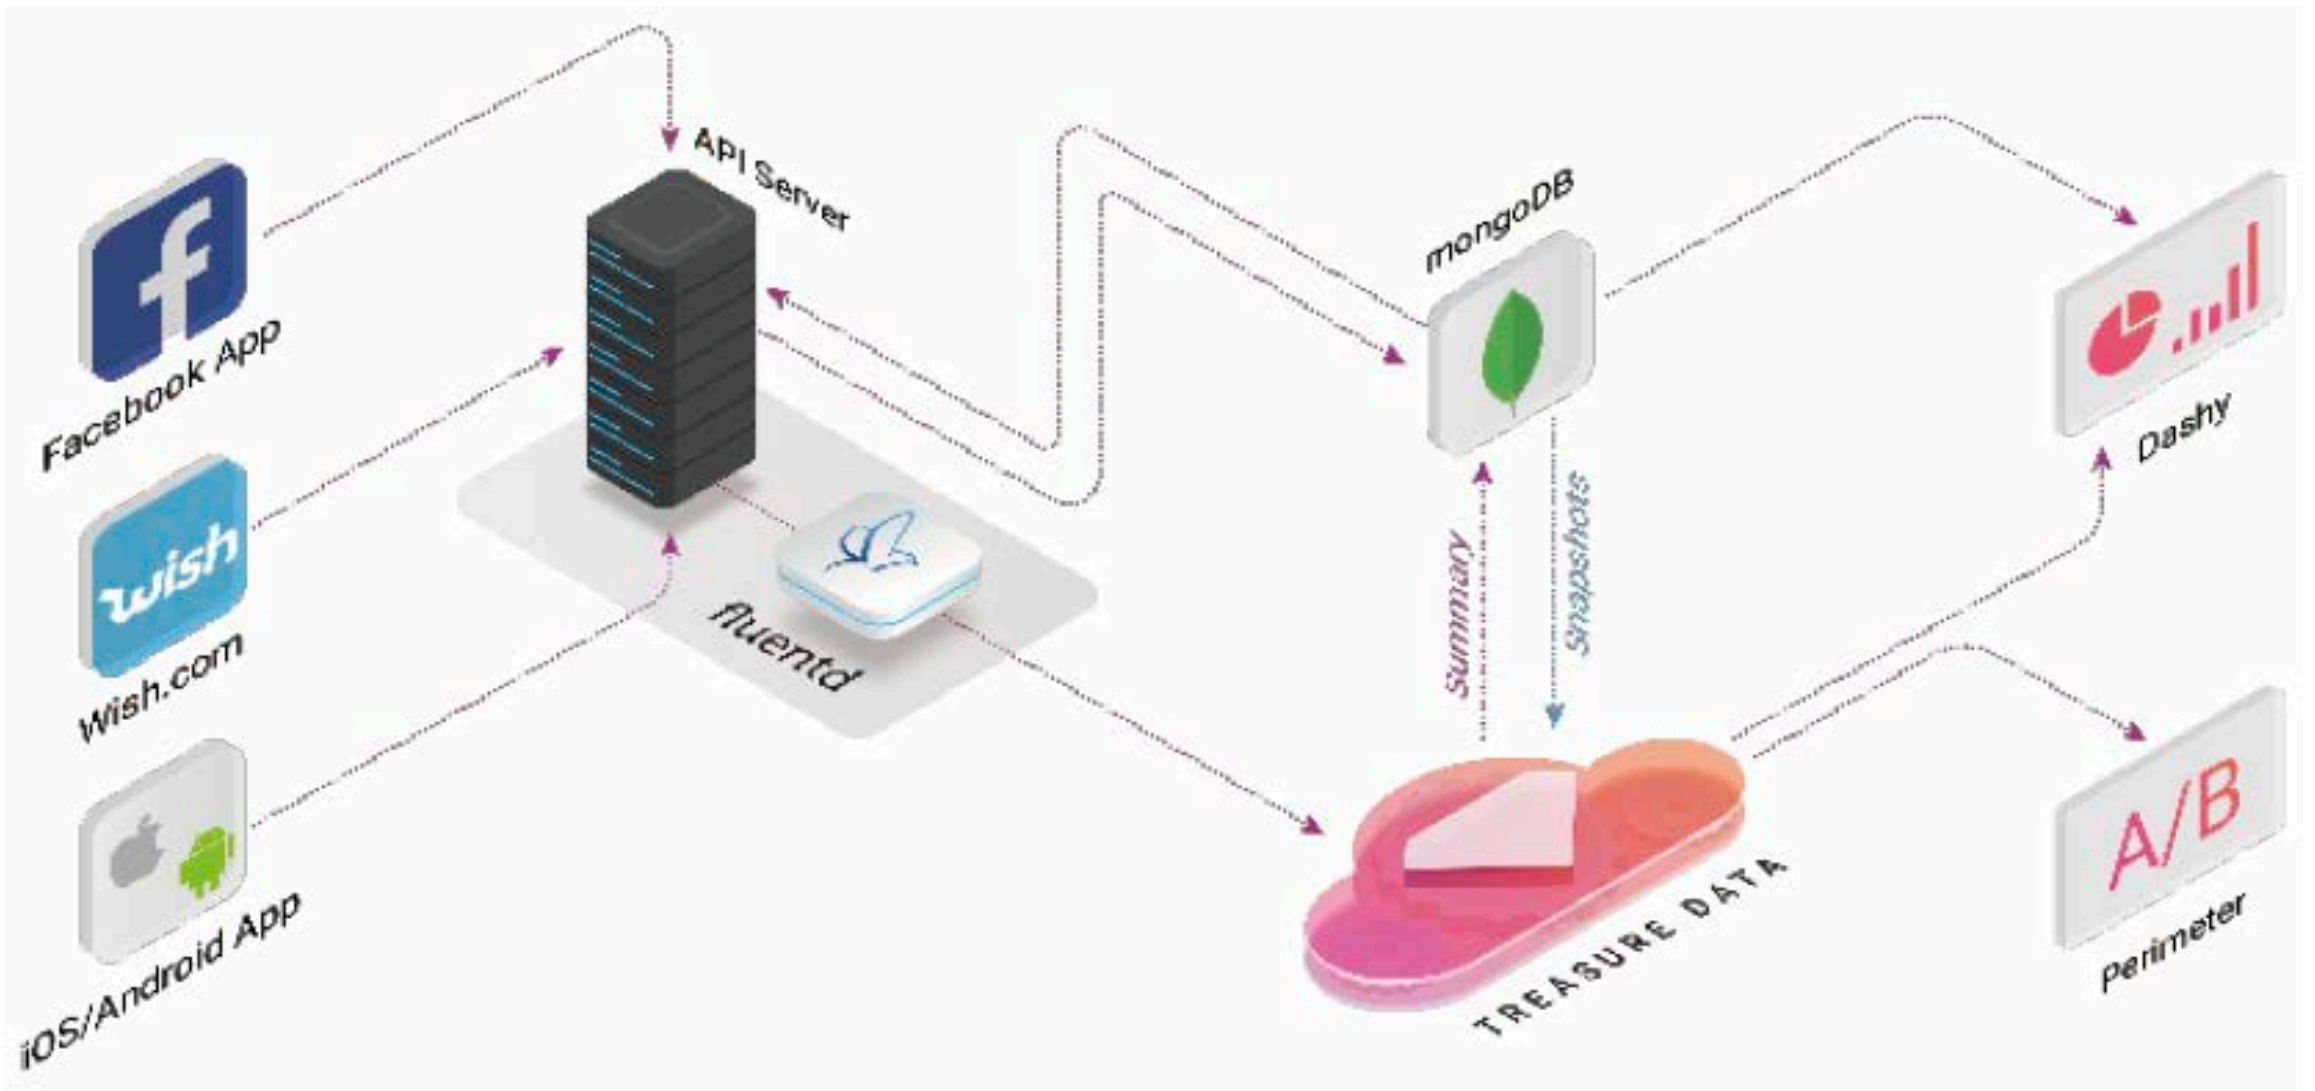 API Server
Facebook App
wish
Wish.com
iOS/Android App
fluentd
mongoDB
Summary
Snapshots
TREASURE DATA
Dashy
A/B
Perimeter